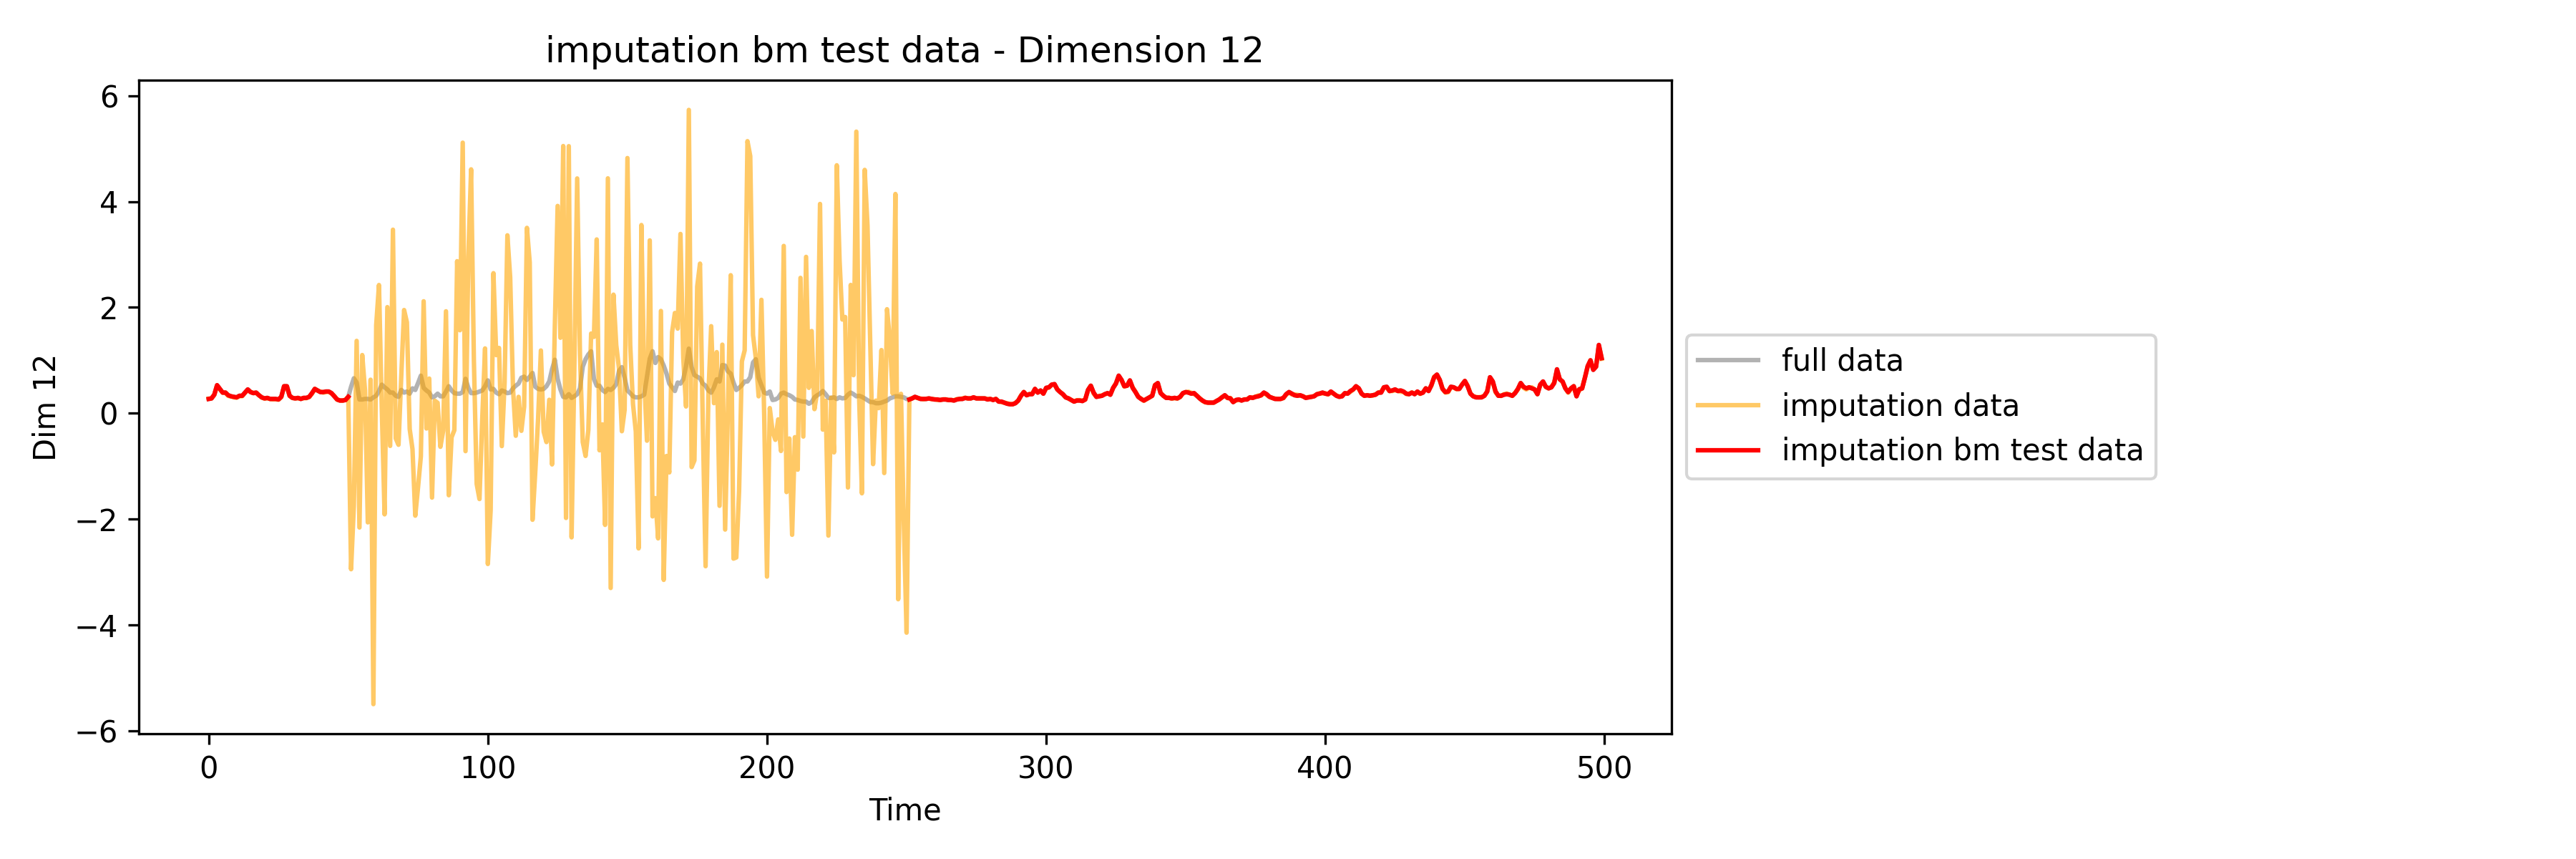 imputation bm test data - Dimension 12
6
4
2
0
−2
−4
−6
Dim 12
0 100 200 300 400 500
Time
full data
imputation data
imputation bm test data